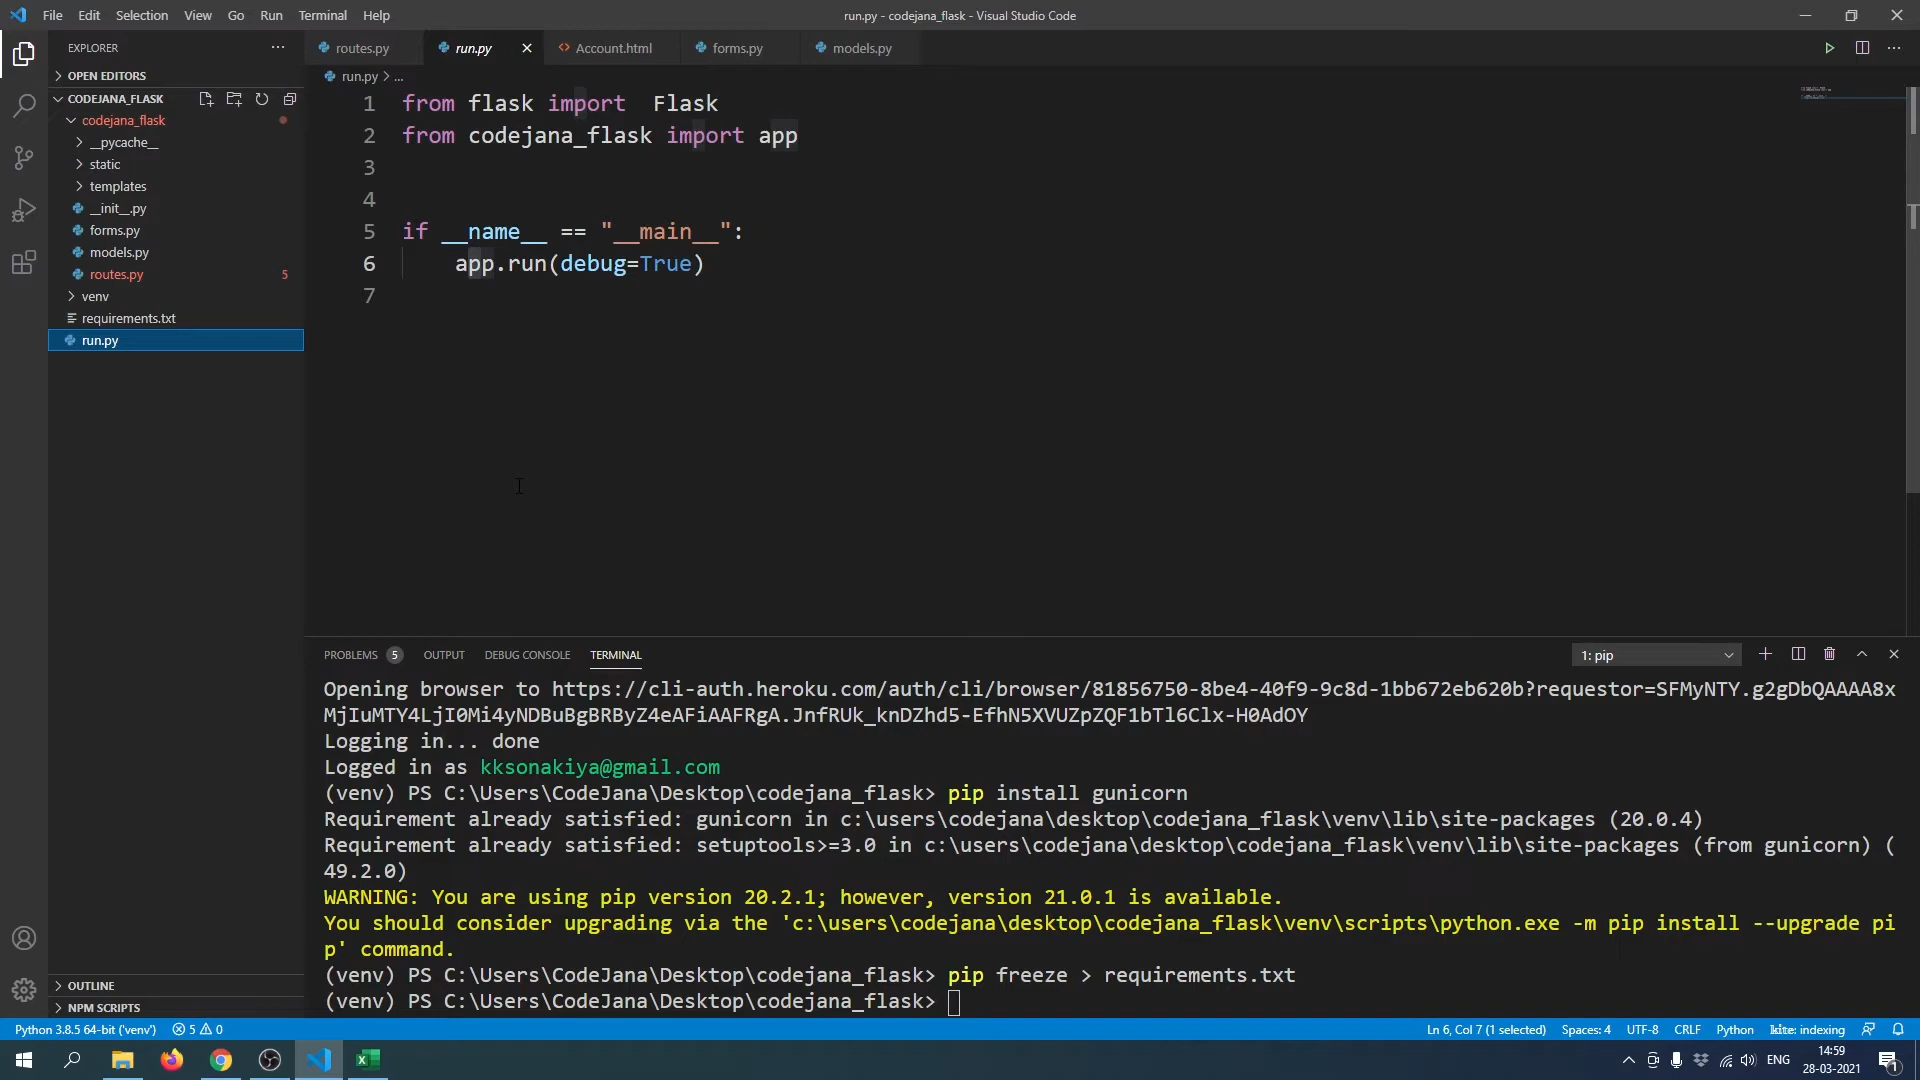 File Edit Selection View Go Run Terminal Help
run.py - codejana_flask - Visual Studio Code
EXPLORER
OPEN EDITORS
CODEJANA_FLASK
codejana_flask
__pycache__
static
templates
__init__.py
forms.py
models.py
routes.py 5
venv
requirements.txt
run.py
OUTLINE
NPM SCRIPTS
routes.py run.py Account.html forms.py models.py
run.py > ...
1 from flask import  Flask
2 from codejana_flask import app
3
4
5 if __name__ == "__main__":
6 app.run(debug=True)
7
PROBLEMS 5 OUTPUT DEBUG CONSOLE TERMINAL
1: pip
Opening browser to https://cli-auth.heroku.com/auth/cli/browser/81856750-8be4-40f9-9c8d-1bb672eb620b?requestor=SFMyNTY.g2gDbQAAAA8x
MjIuMTY4LjI0Mi4yNDBuBgBRByZ4eAFiAAFRgA.JnfRUk_knDZhd5-EfhN5XVUZpZQF1bTl6Clx-H0AdOY
Logging in... done
Logged in as kksonakiya@gmail.com
(venv) PS C:\Users\CodeJana\Desktop\codejana_flask> pip install gunicorn
Requirement already satisfied: gunicorn in c:\users\codejana\desktop\codejana_flask\venv\lib\site-packages (20.0.4)
Requirement already satisfied: setuptools>=3.0 in c:\users\codejana\desktop\codejana_flask\venv\lib\site-packages (from gunicorn) (
49.2.0)
WARNING: You are using pip version 20.2.1; however, version 21.0.1 is available.
You should consider upgrading via the 'c:\users\codejana\desktop\codejana_flask\venv\scripts\python.exe -m pip install --upgrade pi
p' command.
(venv) PS C:\Users\CodeJana\Desktop\codejana_flask> pip freeze > requirements.txt
(venv) PS C:\Users\CodeJana\Desktop\codejana_flask>
Python 3.8.5 64-bit ('venv') 5 0
Ln 6, Col 7 (1 selected) Spaces: 4 UTF-8 CRLF Python kite: indexing
ENG
14:59
28-03-2021
1